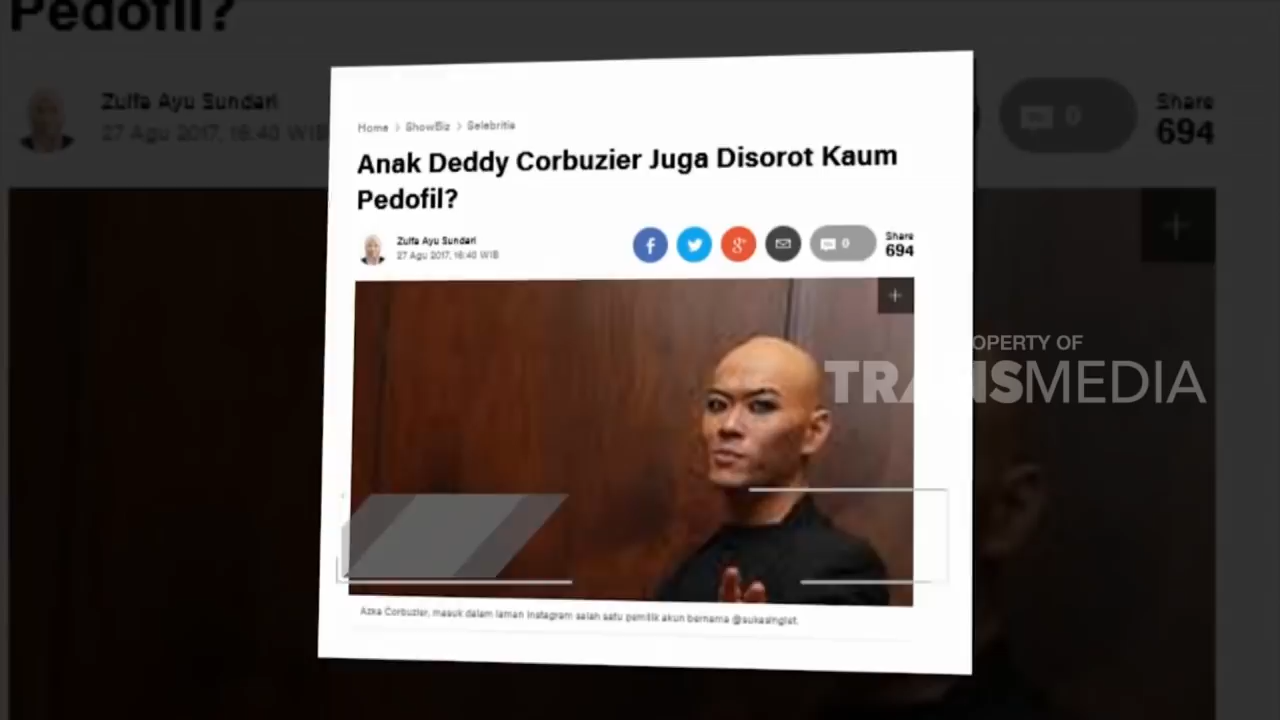 Pedofil?
Zulfa Ayu Sundari
27 Agu 2017, 16:40 WIB
0
Share
694
Home > ShowBiz > Selebritis
Anak Deddy Corbuzier Juga Disorot Kaum
Pedofil?
Zulfa Ayu Sundari
27 Agu 2017, 16:40 WIB
0
Share
694
OPERTY OF
TRANSMEDIA
Azka Corbuzier, masuk dalam laman instagram salah satu pemilik akun bernama @sukasinglet.